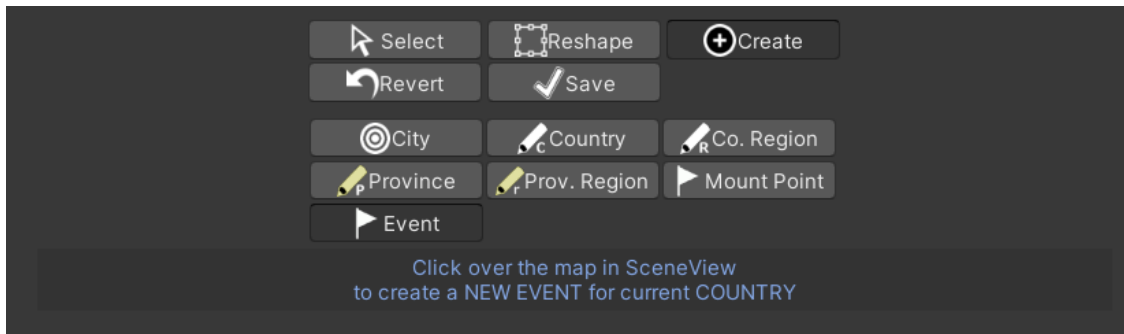 Select Reshape Create
Revert Save
City Country Co. Region
Province Prov. Region Mount Point
Event
Click over the map in SceneView
to create a NEW EVENT for current COUNTRY